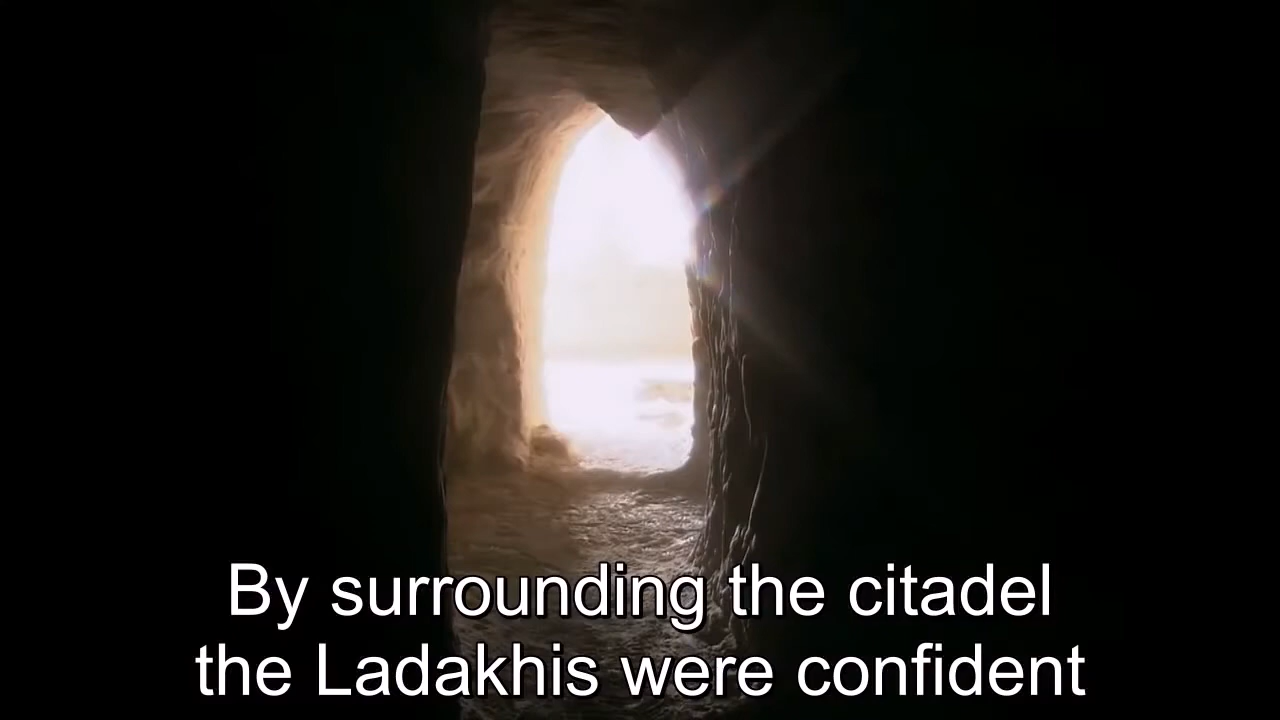 By surrounding the citadel
the Ladakhis were confident